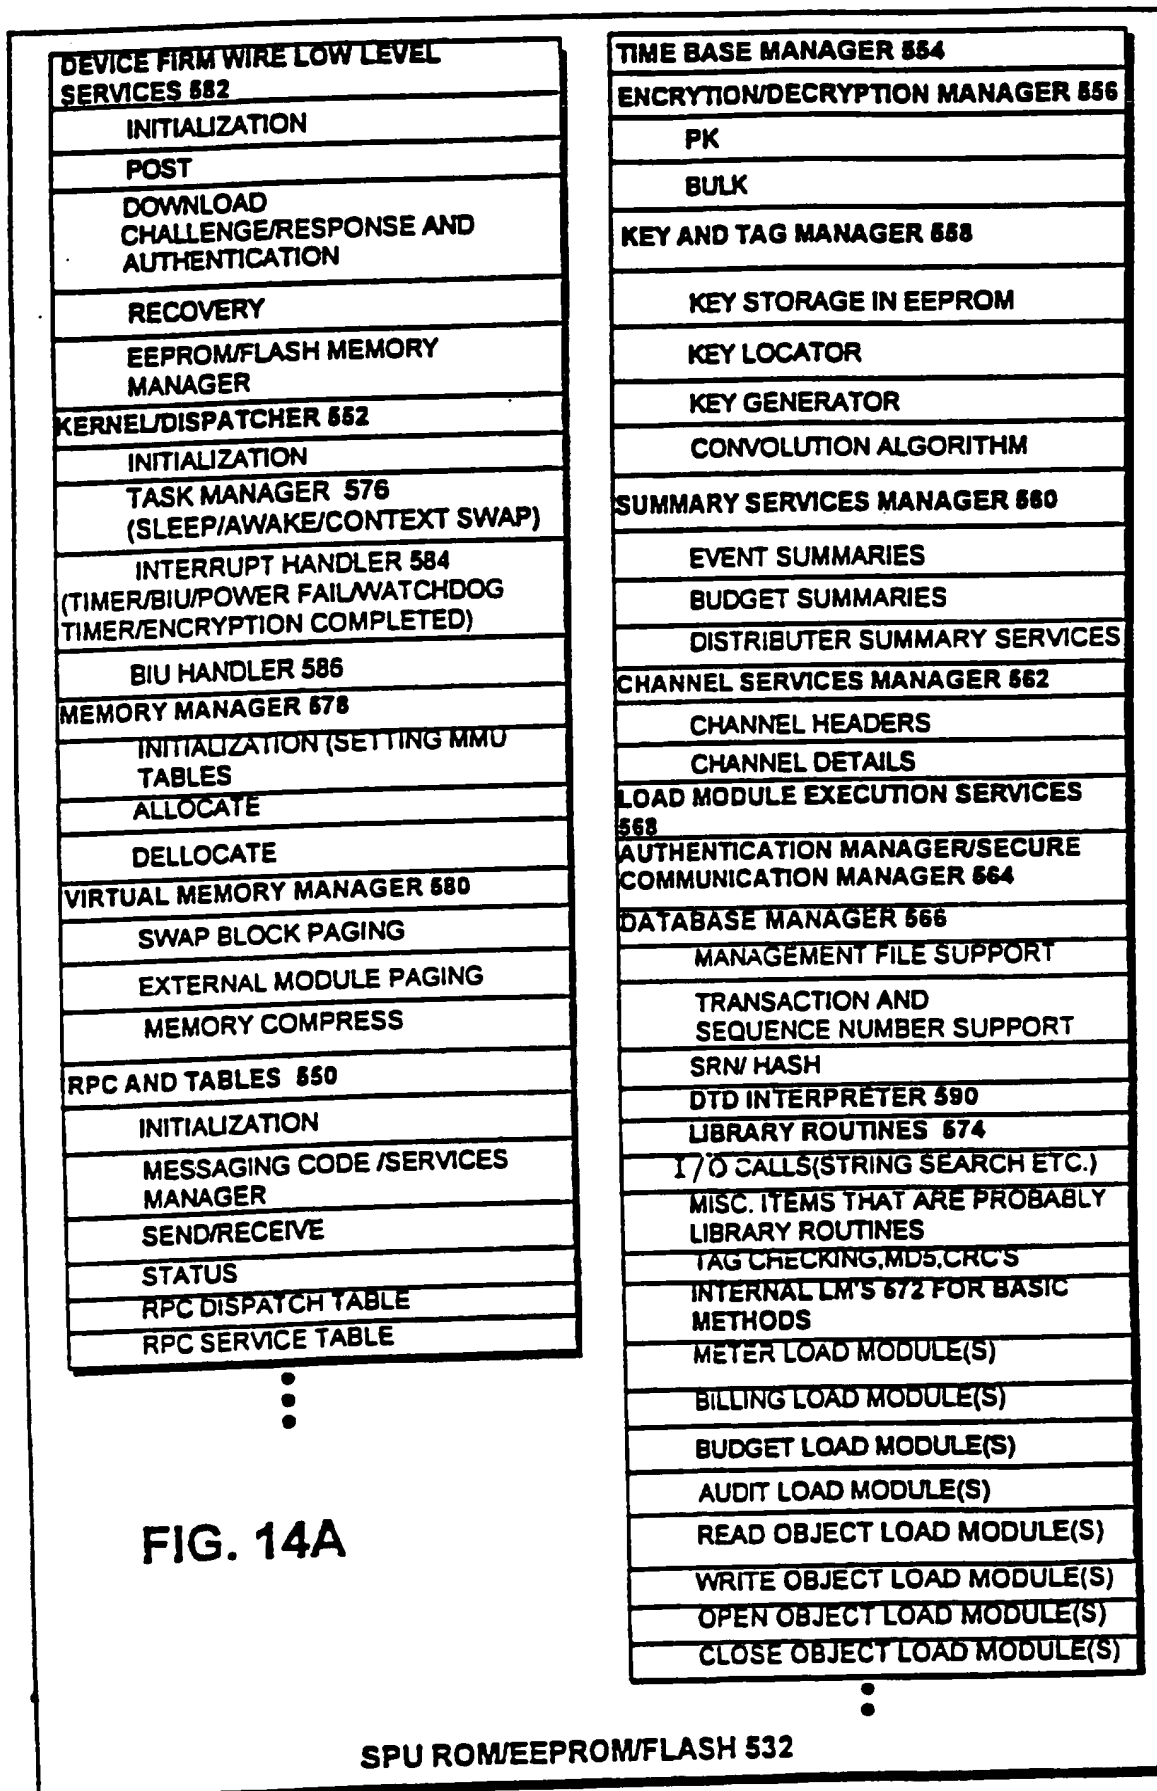 DEVICE FIRM WIRE LOW LEVEL
SERVICES 582
INITIALIZATION
POST
DOWNLOAD
CHALLENGE/RESPONSE AND
AUTHENTICATION
RECOVERY
EEPROM/FLASH MEMORY
MANAGER
KERNEL/DISPATCHER 552
INITIALIZATION
TASK MANAGER 576
(SLEEP/AWAKE/CONTEXT SWAP)
INTERRUPT HANDLER 584
(TIMER/BIU/POWER FAIL/WATCHDOG
TIMER/ENCRYPTION COMPLETED)
BIU HANDLER 586
MEMORY MANAGER 578
INITIALIZATION (SETTING MMU
TABLES
ALLOCATE
DELLOCATE
VIRTUAL MEMORY MANAGER 580
SWAP BLOCK PAGING
EXTERNAL MODULE PAGING
MEMORY COMPRESS
RPC AND TABLES 550
INITIALIZATION
MESSAGING CODE /SERVICES
MANAGER
SEND/RECEIVE
STATUS
RPC DISPATCH TABLE
RPC SERVICE TABLE
FIG. 14A
TIME BASE MANAGER 554
ENCRYTION/DECRYPTION MANAGER 556
PK
BULK
KEY AND TAG MANAGER 558
KEY STORAGE IN EEPROM
KEY LOCATOR
KEY GENERATOR
CONVOLUTION ALGORITHM
SUMMARY SERVICES MANAGER 560
EVENT SUMMARIES
BUDGET SUMMARIES
DISTRIBUTER SUMMARY SERVICES
CHANNEL SERVICES MANAGER 562
CHANNEL HEADERS
CHANNEL DETAILS
LOAD MODULE EXECUTION SERVICES
568
AUTHENTICATION MANAGER/SECURE
COMMUNICATION MANAGER 564
DATABASE MANAGER 566
MANAGEMENT FILE SUPPORT
TRANSACTION AND
SEQUENCE NUMBER SUPPORT
SRN/ HASH
DTD INTERPRETER 590
LIBRARY ROUTINES 574
I/O CALLS(STRING SEARCH ETC.)
MISC. ITEMS THAT ARE PROBABLY
LIBRARY ROUTINES
TAG CHECKING,MD5,CRC'S
INTERNAL LM'S 572 FOR BASIC
METHODS
METER LOAD MODULE(S)
BILLING LOAD MODULE(S)
BUDGET LOAD MODULE(S)
AUDIT LOAD MODULE(S)
READ OBJECT LOAD MODULE(S)
WRITE OBJECT LOAD MODULE(S)
OPEN OBJECT LOAD MODULE(S)
CLOSE OBJECT LOAD MODULE(S)
SPU ROM/EEPROM/FLASH 532